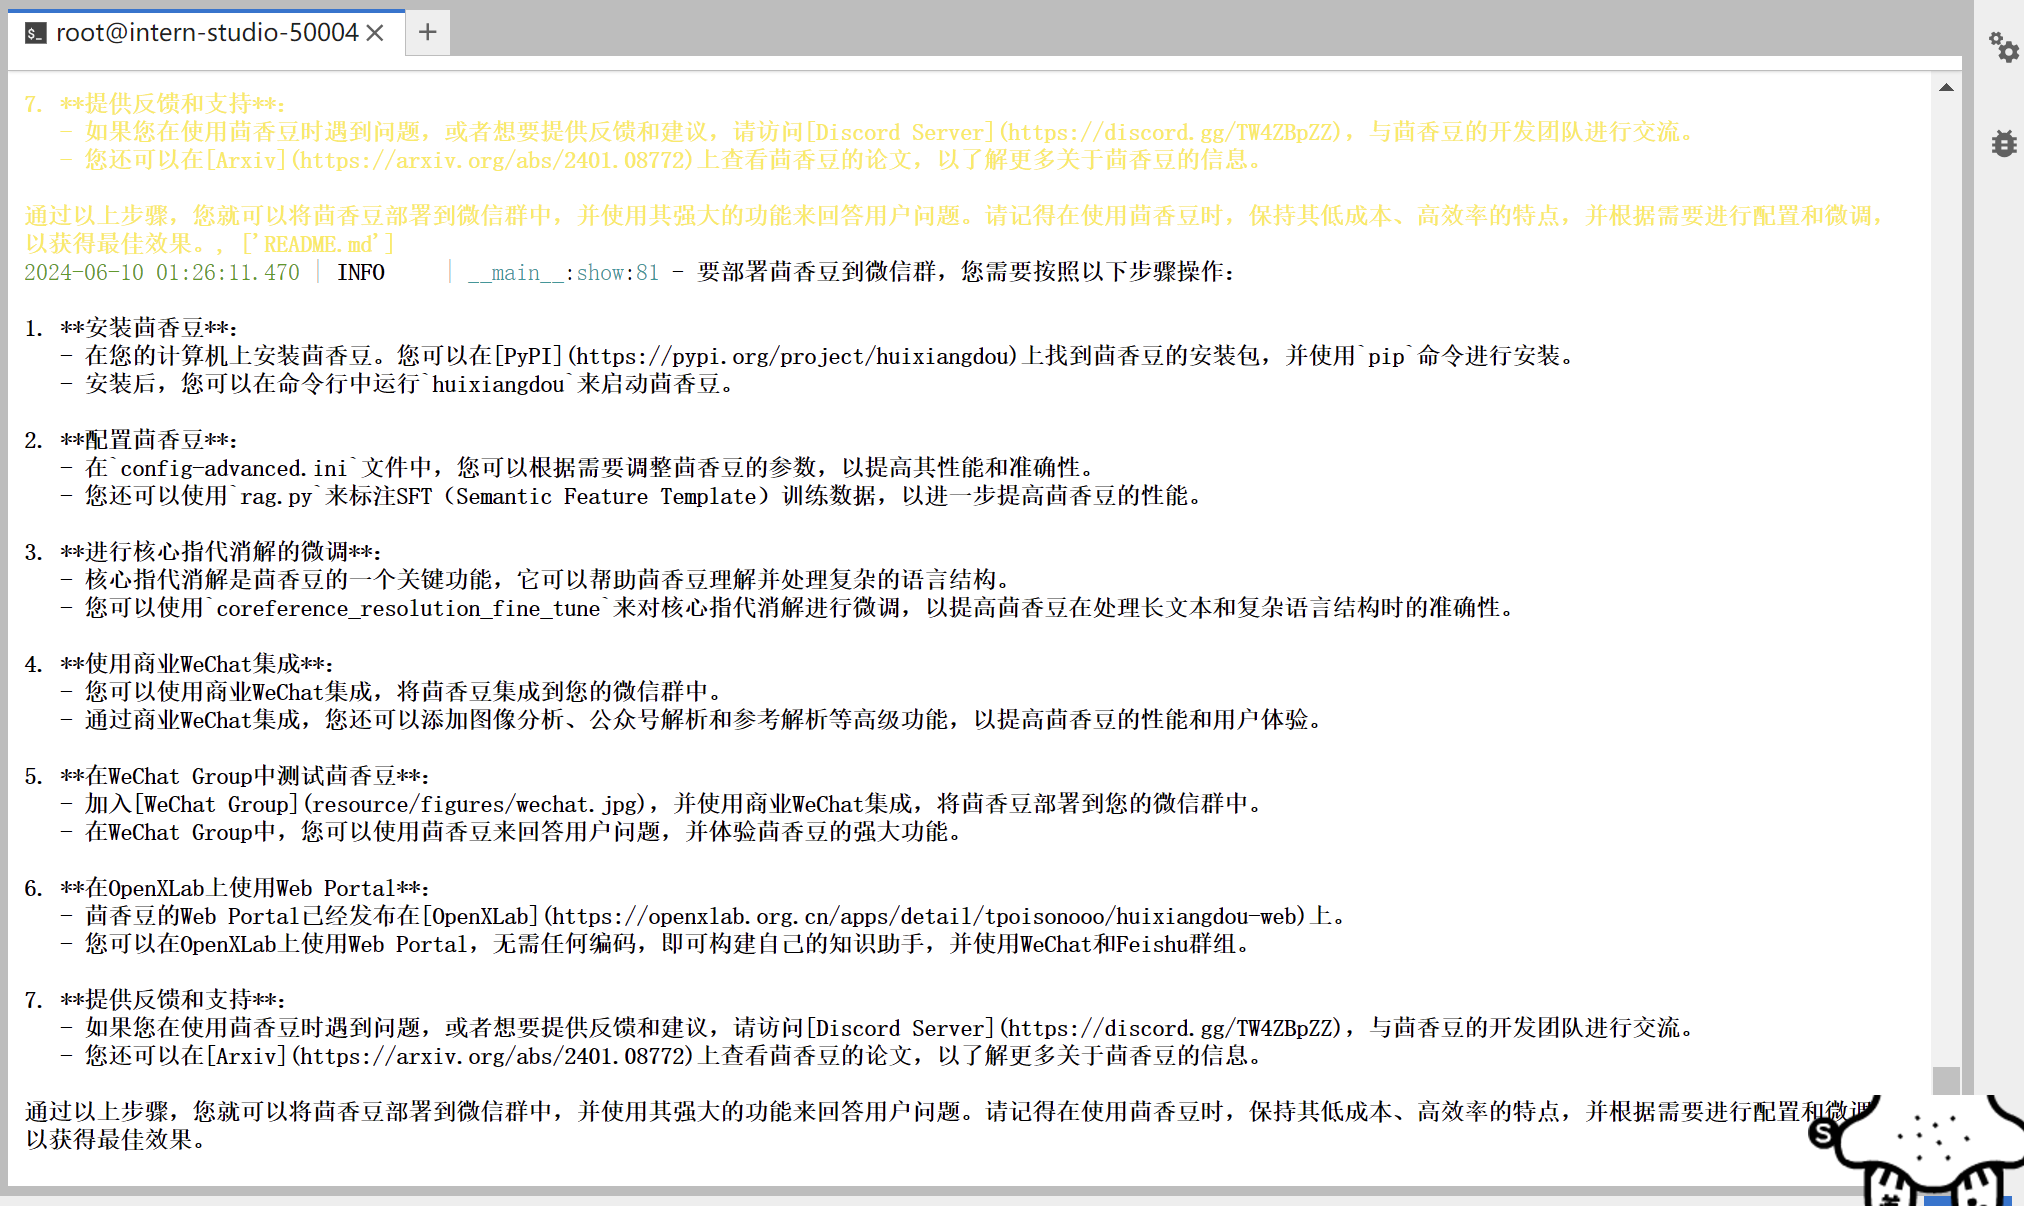 root@intern-studio-50004
7. **提供反馈和支持**:
- 如果您在使用茴香豆时遇到问题，或者想要提供反馈和建议，请访问[Discord Server](https://discord.gg/TW4ZBpZZ)，与茴香豆的开发团队进行交流。
- 您还可以在[Arxiv](https://arxiv.org/abs/2401.08772)上查看茴香豆的论文，以了解更多关于茴香豆的信息。
通过以上步骤，您就可以将茴香豆部署到微信群中，并使用其强大的功能来回答用户问题。请记得在使用茴香豆时，保持其低成本、高效率的特点，并根据需要进行配置和微调，
以获得最佳效果。, ['README.md']
2024-06-10 01:26:11.470 | INFO     | __main__:show:81 - 要部署茴香豆到微信群，您需要按照以下步骤操作：
1. **安装茴香豆**:
- 在您的计算机上安装茴香豆。您可以在[PyPI](https://pypi.org/project/huixiangdou)上找到茴香豆的安装包，并使用`pip`命令进行安装。
- 安装后，您可以在命令行中运行`huixiangdou`来启动茴香豆。
2. **配置茴香豆**:
- 在`config-advanced.ini`文件中，您可以根据需要调整茴香豆的参数，以提高其性能和准确性。
- 您还可以使用`rag.py`来标注SFT（Semantic Feature Template）训练数据，以进一步提高茴香豆的性能。
3. **进行核心指代消解的微调**:
- 核心指代消解是茴香豆的一个关键功能，它可以帮助茴香豆理解并处理复杂的语言结构。
- 您可以使用`coreference_resolution_fine_tune`来对核心指代消解进行微调，以提高茴香豆在处理长文本和复杂语言结构时的准确性。
4. **使用商业WeChat集成**:
- 您可以使用商业WeChat集成，将茴香豆集成到您的微信群中。
- 通过商业WeChat集成，您还可以添加图像分析、公众号解析和参考解析等高级功能，以提高茴香豆的性能和用户体验。
5. **在WeChat Group中测试茴香豆**:
- 加入[WeChat Group](resource/figures/wechat.jpg)，并使用商业WeChat集成，将茴香豆部署到您的微信群中。
- 在WeChat Group中，您可以使用茴香豆来回答用户问题，并体验茴香豆的强大功能。
6. **在OpenXLab上使用Web Portal**:
- 茴香豆的Web Portal已经发布在[OpenXLab](https://openxlab.org.cn/apps/detail/tpoisonooo/huixiangdou-web)上。
- 您可以在OpenXLab上使用Web Portal，无需任何编码，即可构建自己的知识助手，并使用WeChat和Feishu群组。
7. **提供反馈和支持**:
- 如果您在使用茴香豆时遇到问题，或者想要提供反馈和建议，请访问[Discord Server](https://discord.gg/TW4ZBpZZ)，与茴香豆的开发团队进行交流。
- 您还可以在[Arxiv](https://arxiv.org/abs/2401.08772)上查看茴香豆的论文，以了解更多关于茴香豆的信息。
通过以上步骤，您就可以将茴香豆部署到微信群中，并使用其强大的功能来回答用户问题。请记得在使用茴香豆时，保持其低成本、高效率的特点，并根据需要进行配置和微调
以获得最佳效果。
S